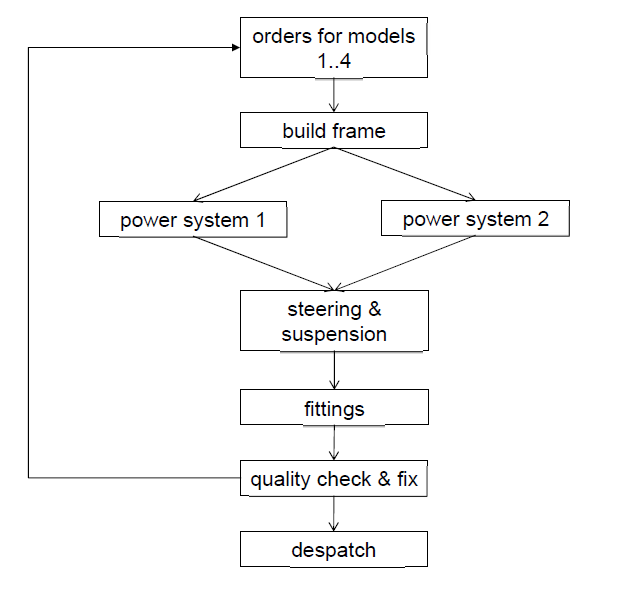 orders for models
1..4
build frame
power system 1
power system 2
steering &
suspension
fittings
quality check & fix
despatch